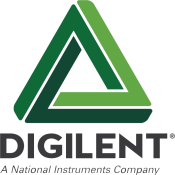 DIGILENT®
A National Instruments Company